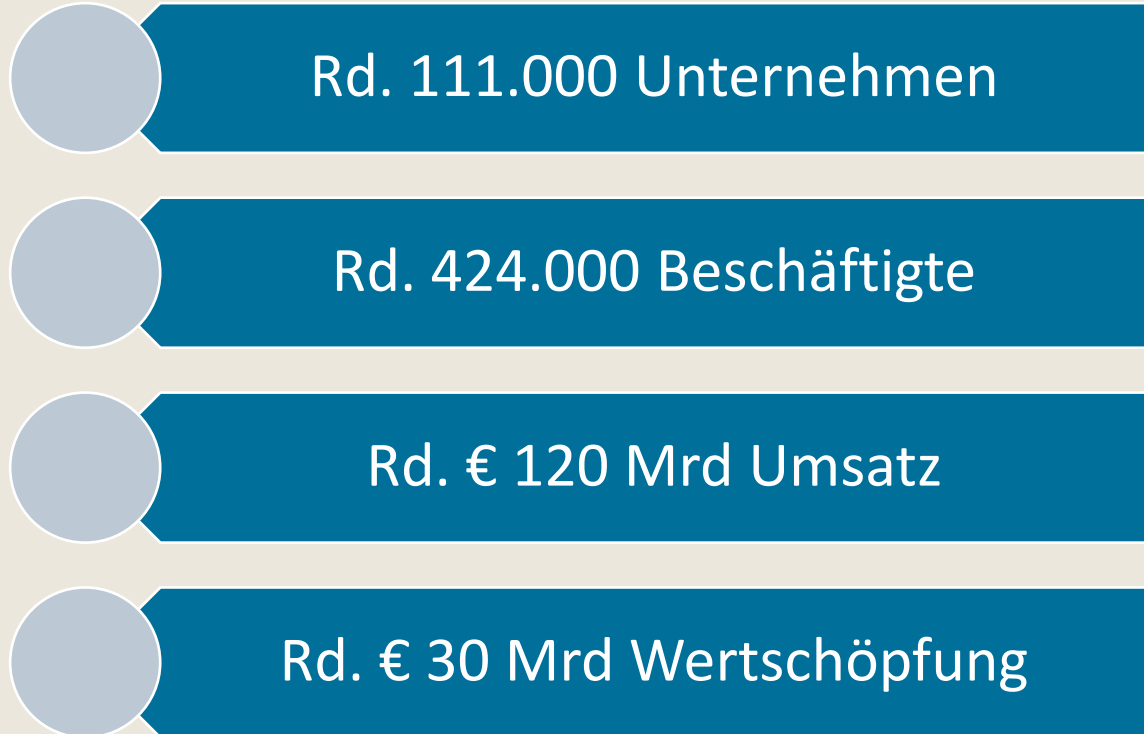 Rd. 111.000 Unternehmen
Rd. 424.000 Beschäftigte
Rd. € 120 Mrd Umsatz
Rd. € 30 Mrd Wertschöpfung